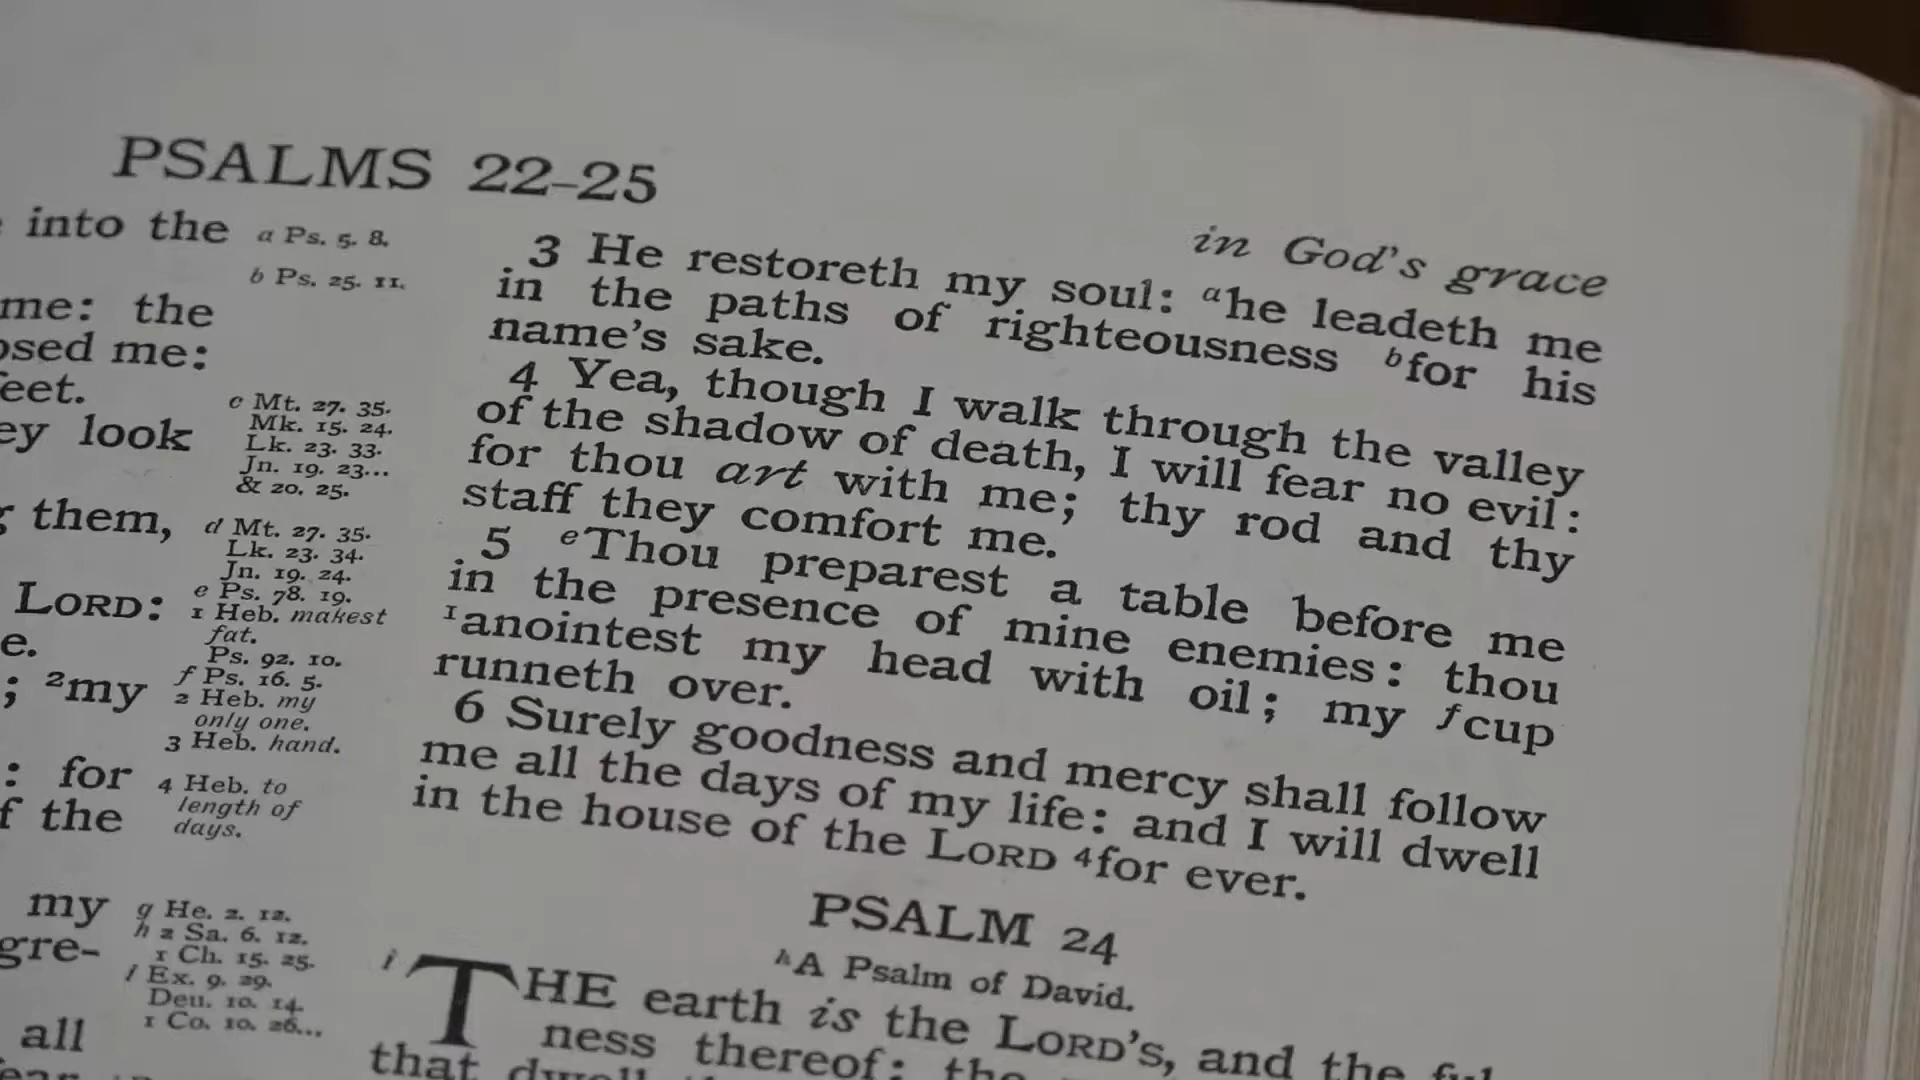 PSALMS 22-25
into the
me: the
me:
feet.
look
them,
LORD:
; ²my
: for
the
my
gre-
all
a Ps. 5. 8.
b Ps. 25. 11.
c Mt. 27. 35.
Mk. 15. 24.
Lk. 23. 33.
Jn. 19. 23...
& 20. 25.
d Mt. 27. 35.
Lk. 23. 34.
Jn. 19. 24.
e Ps. 78. 19.
1 Heb. makest
fat.
Ps. 92. 10.
f Ps. 16. 5.
2 Heb. my
only one.
3 Heb. hand.
4 Heb. to
length of
days.
g He. 2. 12.
h 2 Sa. 6. 12.
1 Ch. 15. 25.
i Ex. 9. 29.
Deu. 10. 14.
1 Co. 10. 26...
in God's grace
3 He restoreth my soul: ᵃhe leadeth me
in the paths of righteousness ᵇfor his
name's sake.
4 Yea, though I walk through the valley
of the shadow of death, I will fear no evil:
for thou art with me; thy rod and thy
staff they comfort me.
5 ᵉThou preparest a table before me
in the presence of mine enemies: thou
¹anointest my head with oil; my ᶠcup
runneth over.
6 Surely goodness and mercy shall follow
me all the days of my life: and I will dwell
in the house of the LORD ⁴for ever.
PSALM 24
ʰA Psalm of David.
ⁱTHE earth is the LORD'S, and the ful
ness thereof: the
that